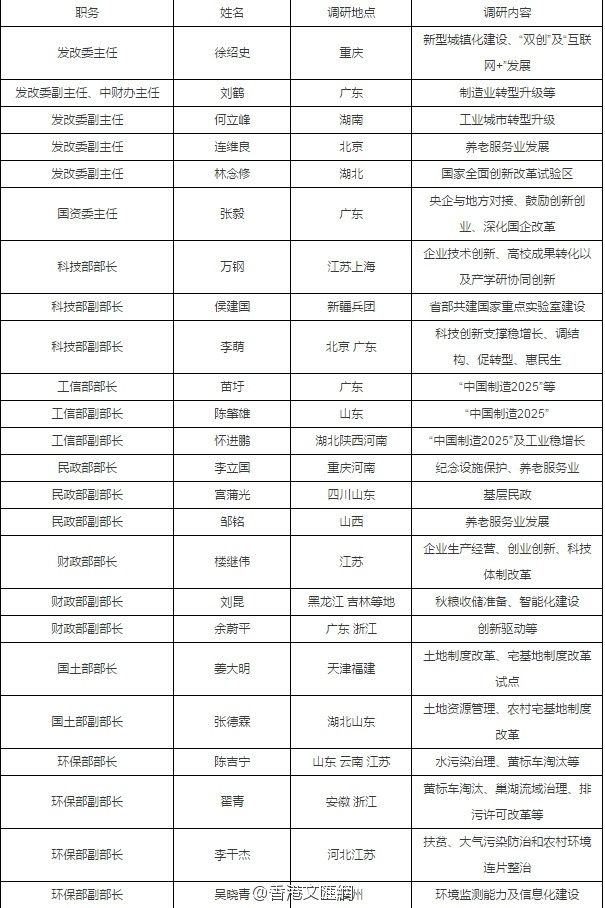 职务 姓名 调研地点 调研内容
发改委主任 徐绍史 重庆 新型城镇化建设、“双创”及“互联
网+”发展
发改委副主任、中财办主任 刘鹤 广东 制造业转型升级等
发改委副主任 何立峰 湖南 工业城市转型升级
发改委副主任 连维良 北京 养老服务业发展
发改委副主任 林念修 湖北 国家全面创新改革试验区
国资委主任 张毅 广东 央企与地方对接、鼓励创新创
业、深化国企改革
科技部部长 万钢 江苏上海 企业技术创新、高校成果转化以
及产学研协同创新
科技部副部长 侯建国 新疆兵团 省部共建国家重点实验室建设
科技部副部长 李萌 北京 广东 科技创新支撑稳增长、调结
构、促转型、惠民生
工信部部长 苗圩 广东 “中国制造2025”等
工信部副部长 陈肇雄 山东 “中国制造2025”
工信部副部长 怀进鹏 湖北陕西河南 “中国制造2025”及工业稳增长
民政部部长 李立国 重庆河南 纪念设施保护、养老服务业
民政部副部长 宫蒲光 四川山东 基层民政
民政部副部长 邹铭 山西 养老服务业发展
财政部部长 楼继伟 江苏 企业生产经营、创业创新、科技
体制改革
财政部副部长 刘昆 黑龙江 吉林等地 秋粮收储准备、智能化建设
财政部副部长 余蔚平 广东 浙江 创新驱动等
国土部部长 姜大明 天津福建 土地制度改革、宅基地制度改革
试点
国土部副部长 张德霖 湖北山东 土地资源管理、农村宅基地制度
改革
环保部部长 陈吉宁 山东 云南 江苏 水污染治理、黄标车淘汰等
环保部副部长 翟青 安徽 浙江 黄标车淘汰、巢湖流域治理、排
污许可改革等
环保部副部长 李干杰 河北江苏 扶贫、大气污染防治和农村环境
连片整治
环保部副部长 吴晓青 州 环境监测能力及信息化建设
@香港文匯網